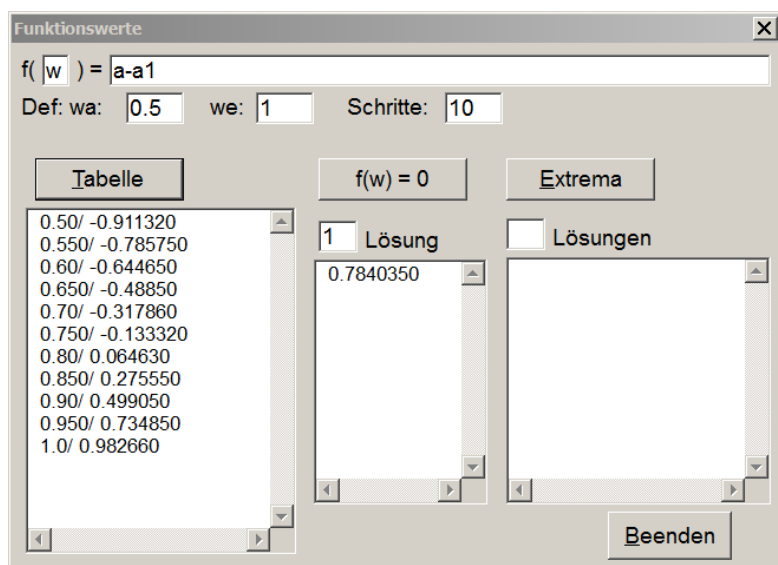 Funktionswerte
f( w ) = a-a1
Def: wa: 0.5 we: 1 Schritte: 10
Tabelle f(w) = 0 Extrema
1 Lösung Lösungen
0.50/ -0.911320
0.550/ -0.785750
0.60/ -0.644650
0.650/ -0.48850
0.70/ -0.317860
0.750/ -0.133320
0.80/ 0.064630
0.850/ 0.275550
0.90/ 0.499050
0.950/ 0.734850
1.0/ 0.982660
0.7840350
Beenden